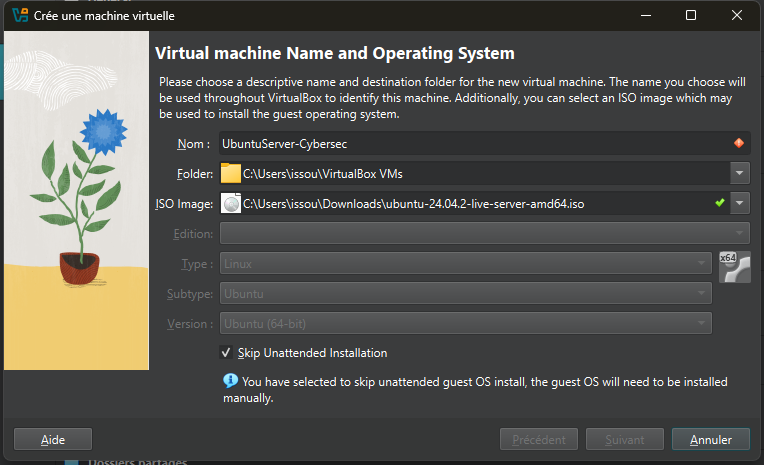 Crée une machine virtuelle
Virtual machine Name and Operating System
Please choose a descriptive name and destination folder for the new virtual machine. The name you choose will
be used throughout VirtualBox to identify this machine. Additionally, you can select an ISO image which may
be used to install the guest operating system.
Nom : UbuntuServer-Cybersec
Folder: C:\Users\issou\VirtualBox VMs
ISO Image: C:\Users\issou\Downloads\ubuntu-24.04.2-live-server-amd64.iso
Edition:
Type : Linux x64
Subtype: Ubuntu
Version : Ubuntu (64-bit)
Skip Unattended Installation
You have selected to skip unattended guest OS install, the guest OS will need to be installed
manually.
Aide Précédent Suivant Annuler
Dossiers partagés